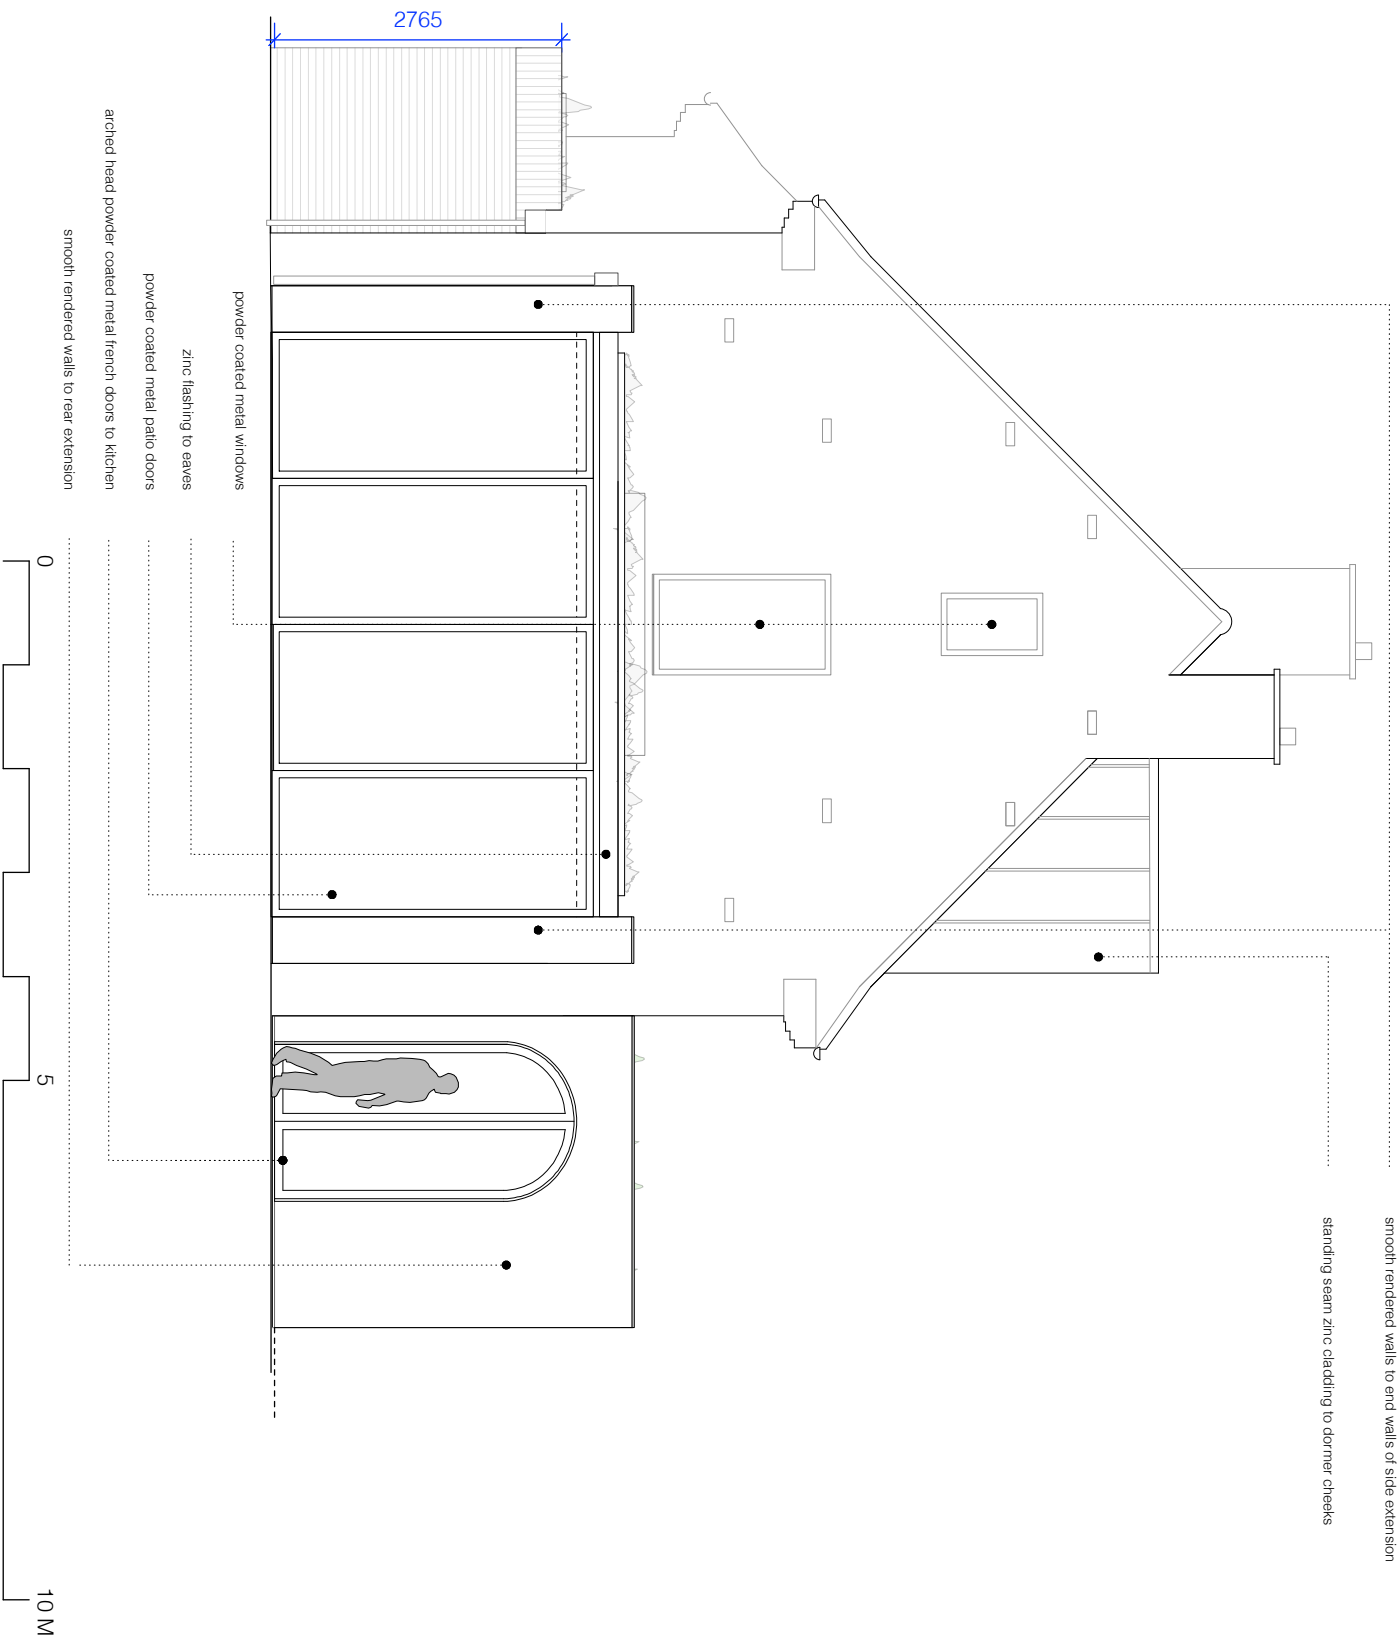 smooth rendered walls to end walls of side extension
standing seam zinc cladding to dormer cheeks
2765
powder coated metal windows
zinc flashing to eaves
powder coated metal patio doors
arched head powder coated metal french doors to kitchen
smooth rendered walls to rear extension
0
5
10 M